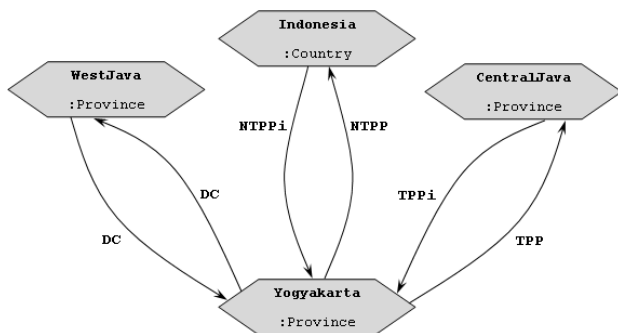 Indonesia
:Country
WestJava
:Province
CentralJava
:Province
NTPPi
NTPP
DC
TPPi
DC
TPP
Yogyakarta
:Province